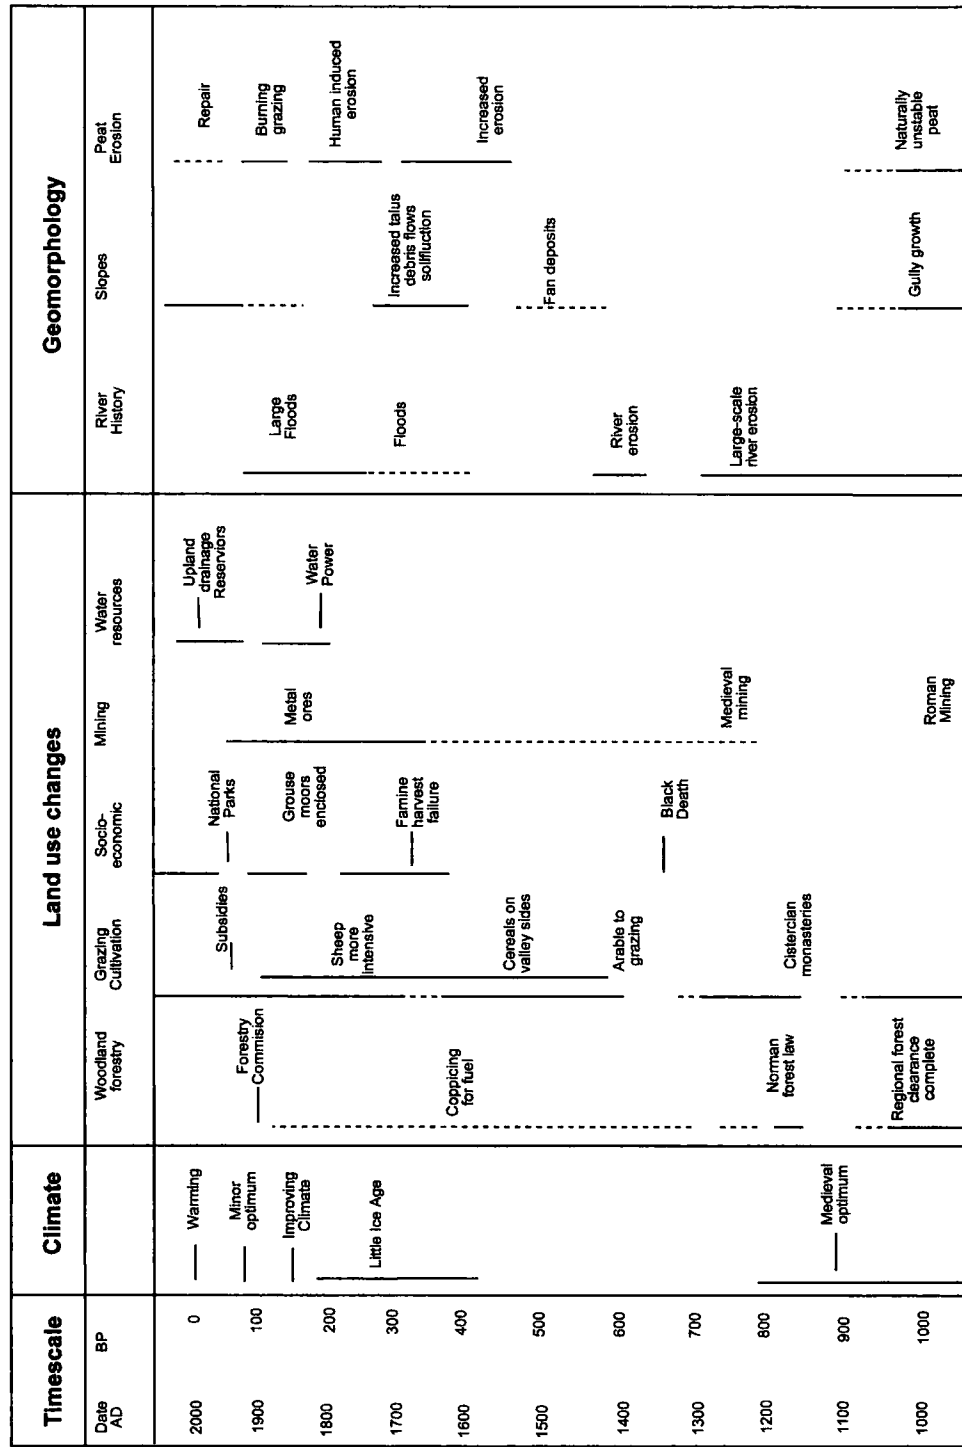 Timescale
Climate
Land use changes
Geomorphology
Date
AD
BP
Woodland
forestry
Grazing
Cultivation
Socio-
economic
Mining
Water
resources
River
History
Slopes
Peat
Erosion
2000
1900
1800
1700
1600
1500
1400
1300
1200
1100
1000
0
100
200
300
400
500
600
700
800
900
1000
Warming
Minor
optimum
Improving
Climate
Little Ice Age
Medieval
optimum
Forestry
Commision
Coppicing
for fuel
Norman
forest law
Regional forest
clearance
complete
Subsidies
Sheep
more
intensive
Cereals on
valley sides
Arable to
grazing
Cistercian
monasteries
National
Parks
Grouse
moors
enclosed
Famine
harvest
failure
Black
Death
Metal
ores
Medieval
mining
Roman
Mining
Upland
drainage
Reserviors
Water
Power
Large
Floods
Floods
River
erosion
Large-scale
river erosion
Increased talus
debris flows
solifluction
Fan deposits
Gully growth
Repair
Burning
grazing
Human induced
erosion
Increased
erosion
Naturally
unstable
peat